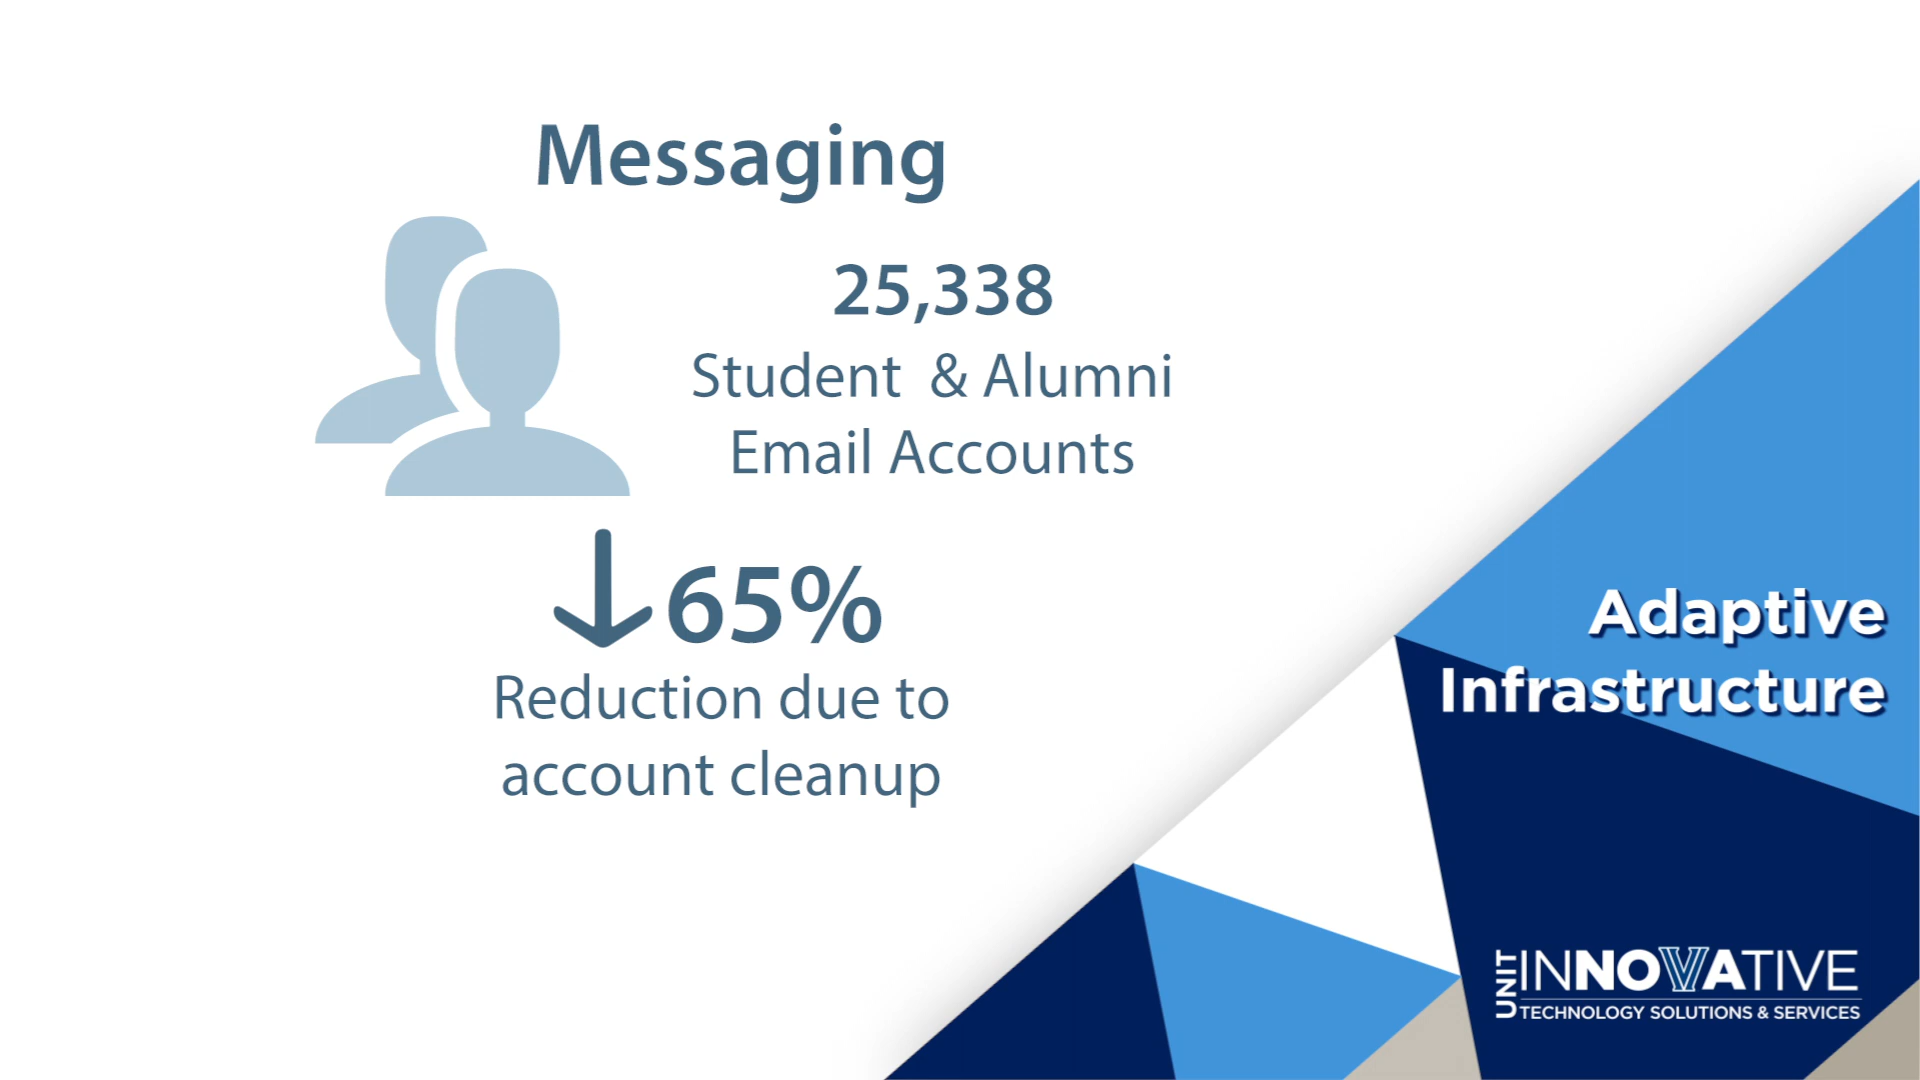 Messaging
25,338
Student & Alumni
Email Accounts
65%
Reduction due to
account cleanup
Adaptive
Infrastructure
UNIT
INNOVATIVE
TECHNOLOGY SOLUTIONS & SERVICES